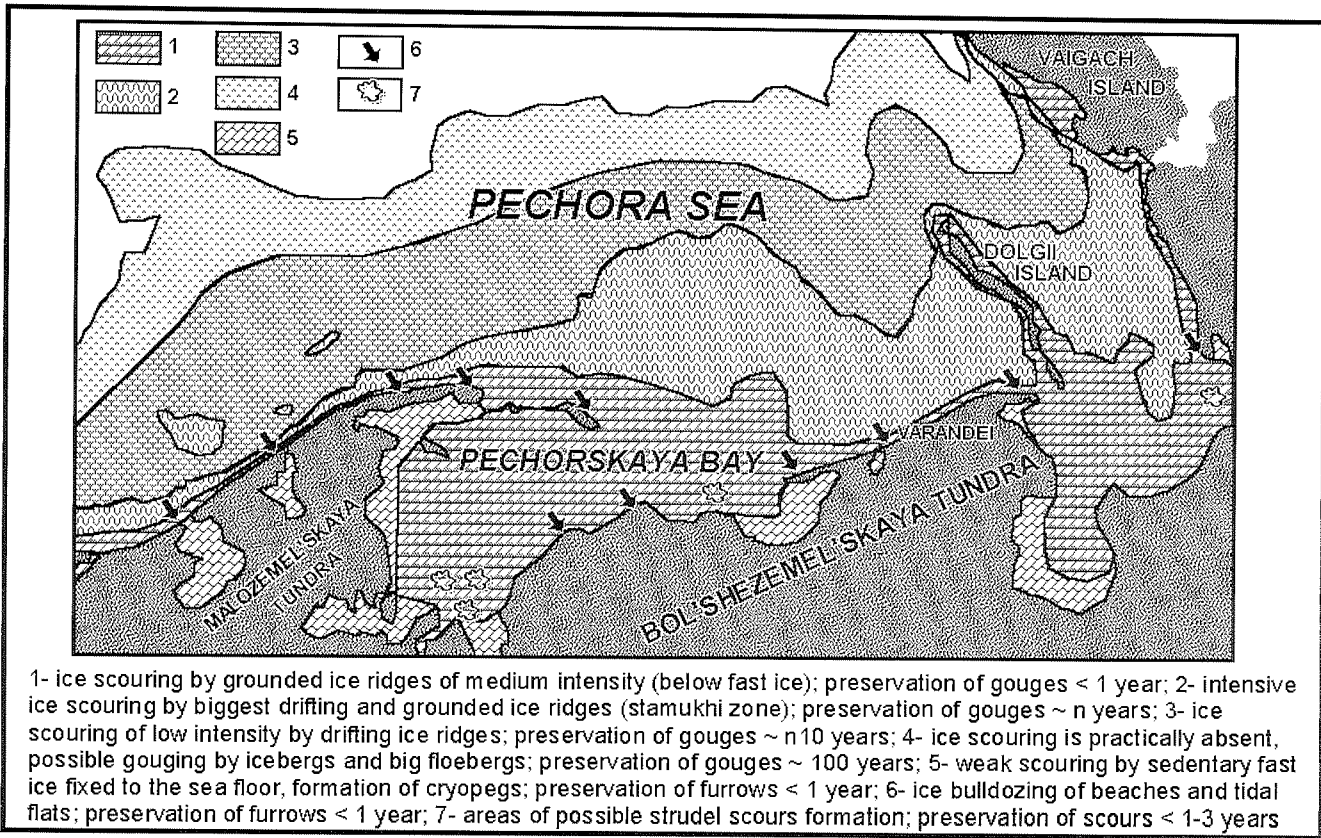 1
2
3
4
5
6
7
VAIGACH
ISLAND
PECHORA SEA
DOLGII
ISLAND
VARANDEI
PECHORSKAYA BAY
MALOZEMEL'SKAYA
TUNDRA
BOL'SHEZEMEL'SKAYA TUNDRA
1- ice scouring by grounded ice ridges of medium intensity (below fast ice); preservation of gouges < 1 year; 2- intensive
ice scouring by biggest drifting and grounded ice ridges (stamukhi zone); preservation of gouges ~ n years; 3- ice
scouring of low intensity by drifting ice ridges; preservation of gouges ~ n10 years; 4- ice scouring is practically absent,
possible gouging by icebergs and big floebergs; preservation of gouges ~ 100 years; 5- weak scouring by sedentary fast
ice fixed to the sea floor, formation of cryopegs; preservation of furrows < 1 year; 6- ice bulldozing of beaches and tidal
flats; preservation of furrows < 1 year; 7- areas of possible strudel scours formation; preservation of scours < 1-3 years